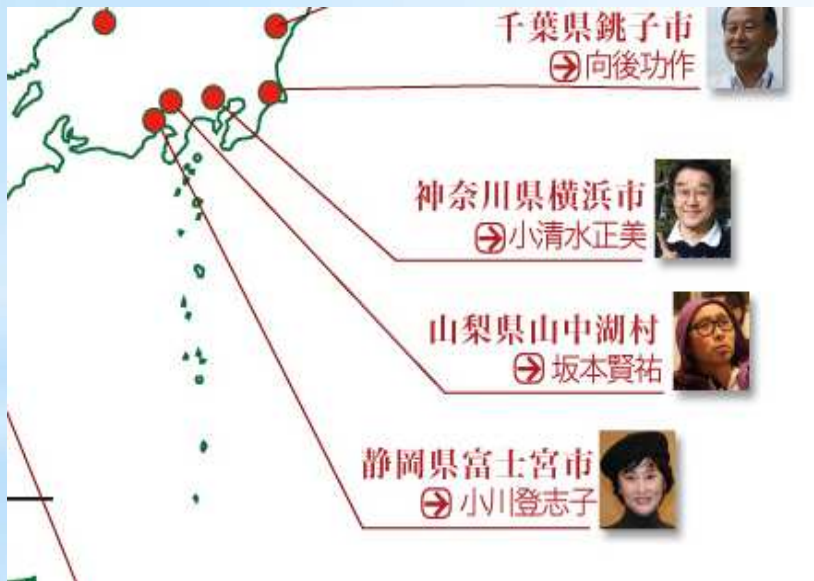 千葉県銚子市
向後功作
神奈川県横浜市
小清水正美
山梨県山中湖村
坂本賢祐
静岡県富士宮市
小川登志子